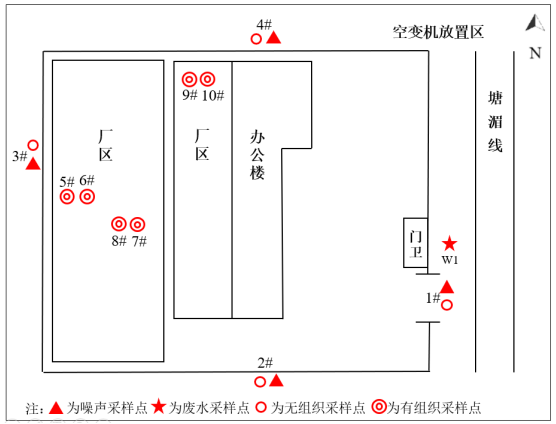 4#
空变机放置区
N
塘湄线
9# 10#
厂区
厂区
办公楼
3#
5# 6#
8# 7#
门卫
W1
1#
2#
注： 为噪声采样点 为废水采样点 为无组织采样点 为有组织采样点